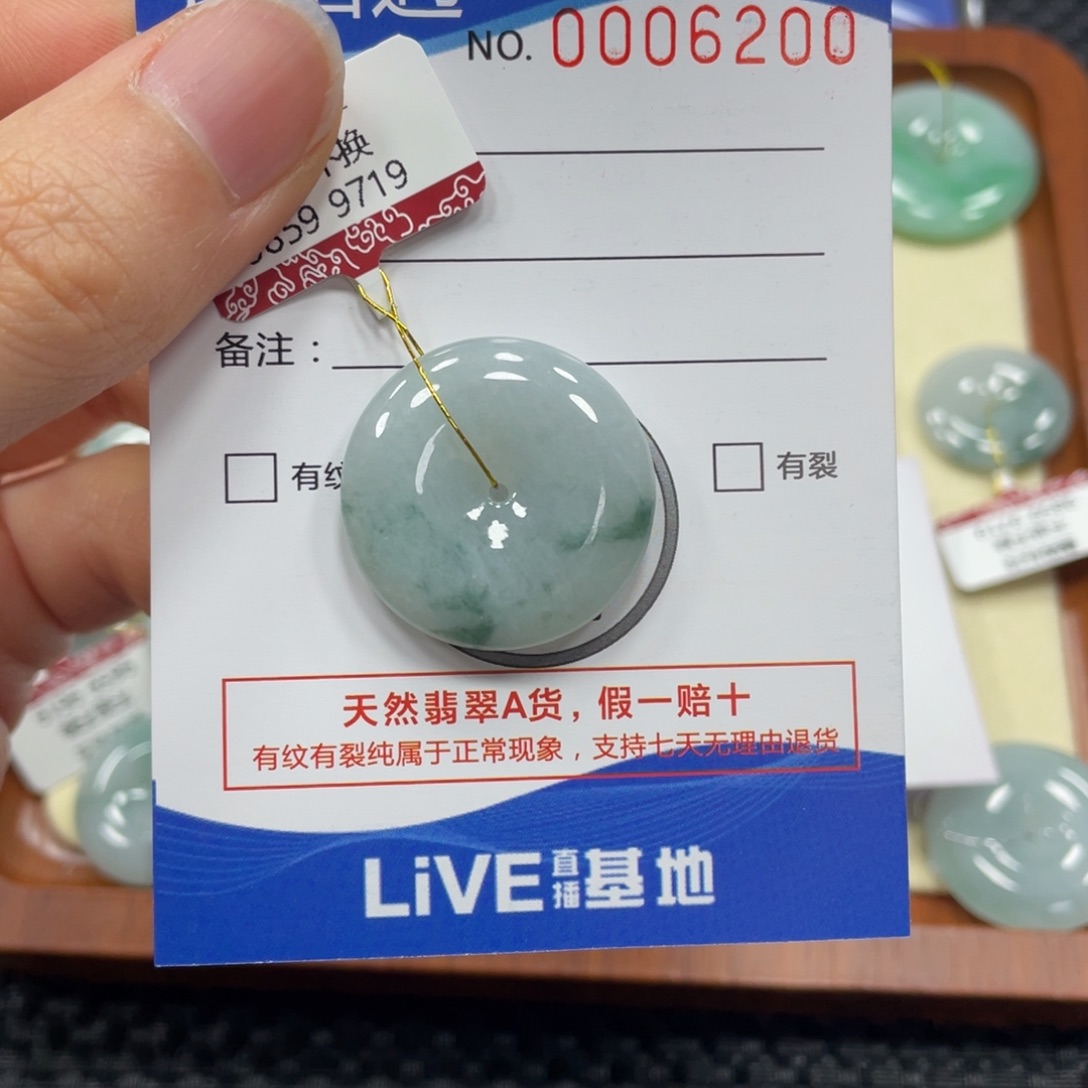 NO. 0006200
换
659 9719
备注：
有纹
有裂
天然翡翠A货，假一赔十
有纹有裂纯属于正常现象，支持七天无理由退货
LiVE直播基地